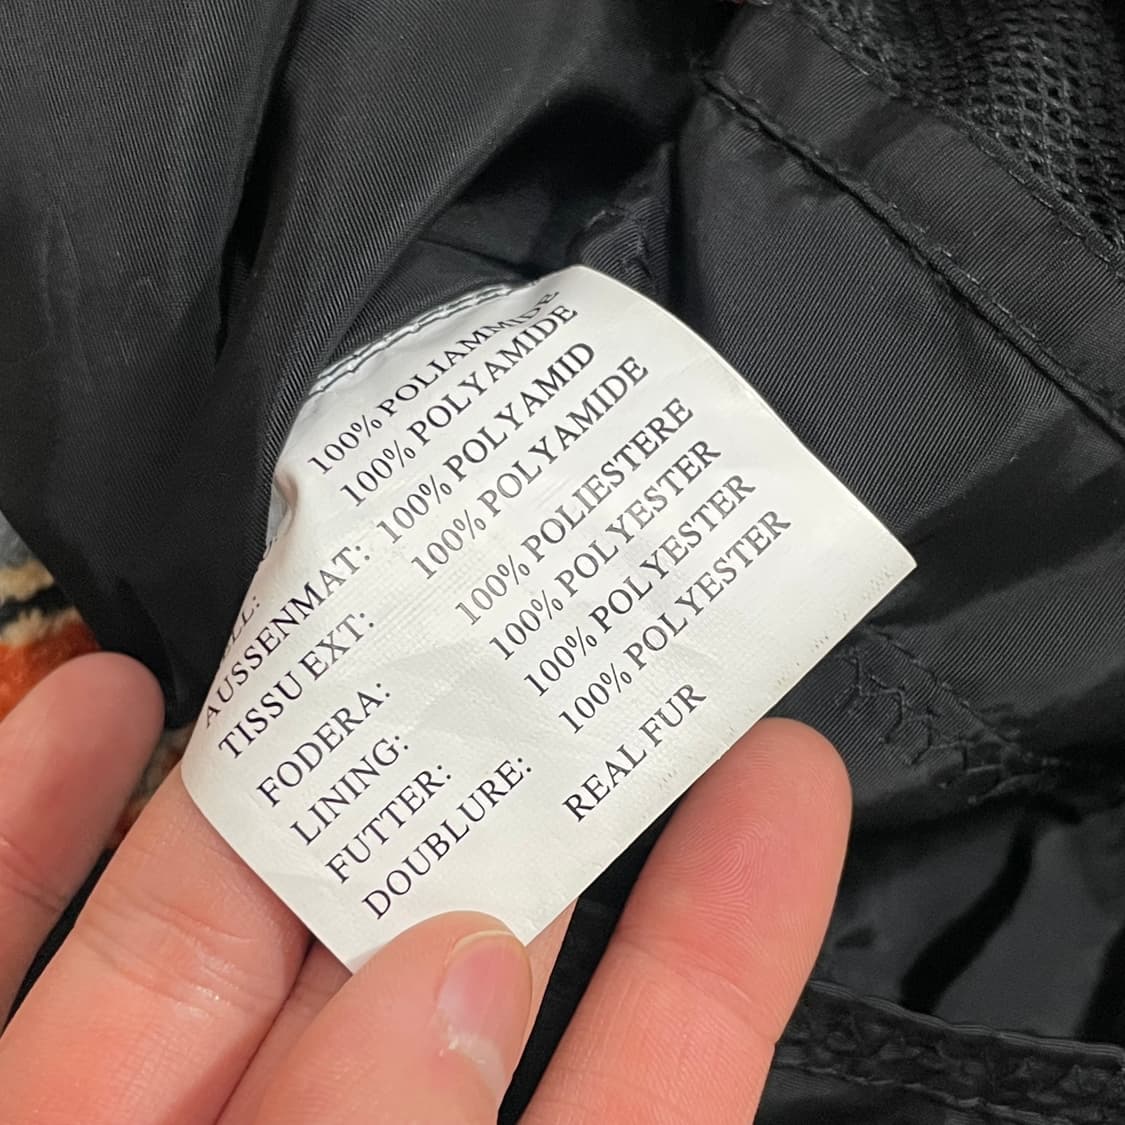 100% POLIAMMIDE
100% POLYAMIDE
AUSSENMAT: 100% POLYAMID
TISSU EXT: 100% POLYAMIDE
FODERA: 100% POLIESTERE
LINING: 100% POLYESTER
FUTTER: 100% POLYESTER
DOUBLURE: 100% POLYESTER
REAL FUR